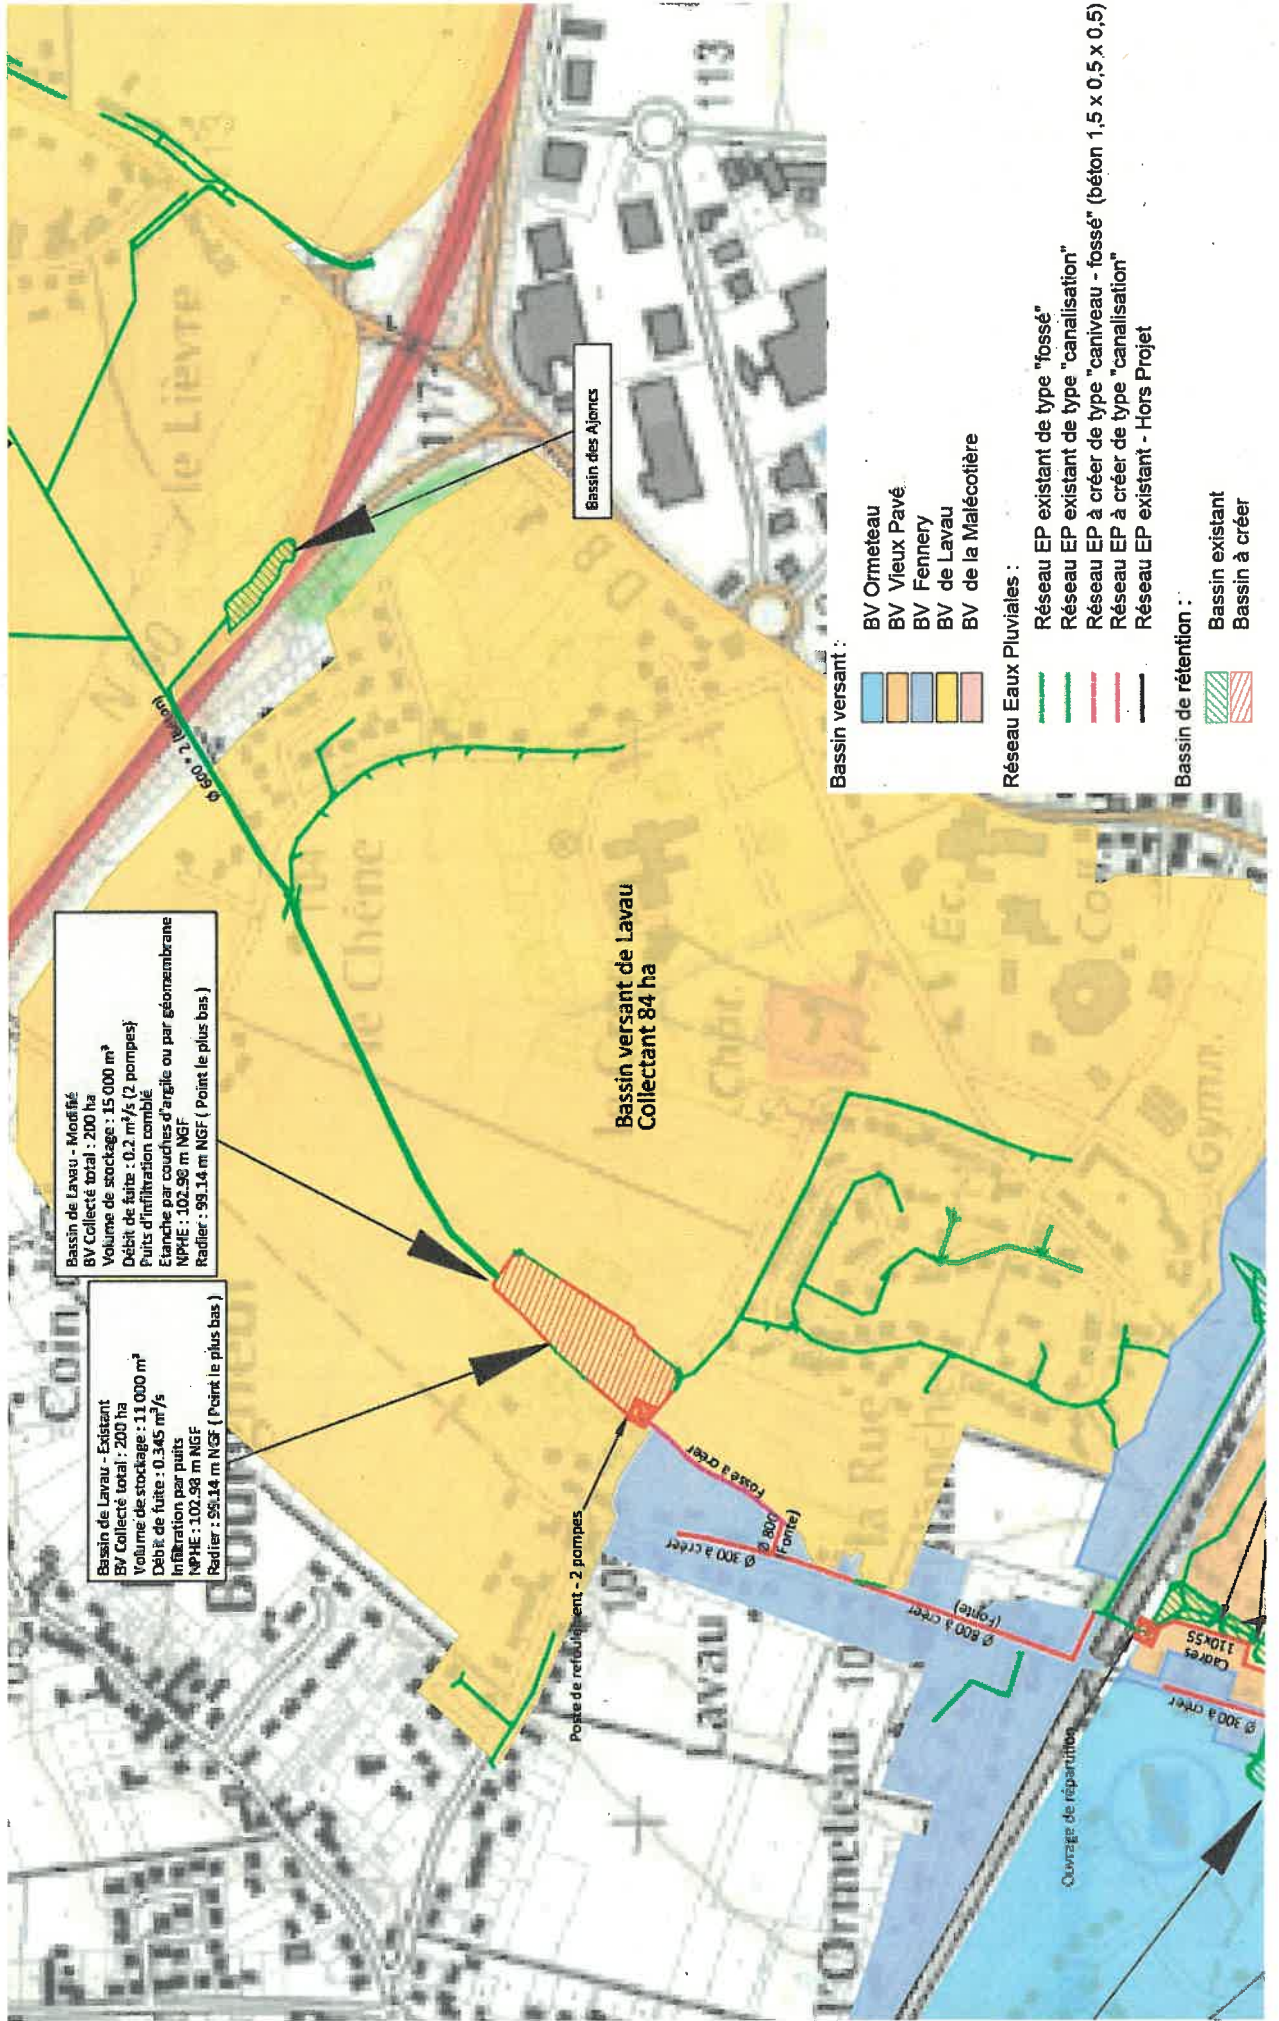 Bassin de Lavau - Existant
BV Collecté total : 200 ha
Volume de stockage : 11 000 m³
Débit de fuite : 0.345 m³/s
Infiltration par puits
NPHE : 102.98 m NGF
Radier : 99.14 m NGF ( Point le plus bas )
Bassin de Lavau - Modifié
BV Collecté total : 200 ha
Volume de stockage : 15 000 m³
Débit de fuite : 0.2 m³/s (2 pompes)
Puits d'infiltration comblé
Etanche par couches d'argile ou par géomembrane
NPHE : 102.98 m NGF
Radier : 99.14 m NGF ( Point le plus bas )
Coin
N 90
le Lièvre
Ø 600 * 2 (béton)
le Chêne
117
113
D 8
Bassin des Ajoncs
Bassin versant de Lavau
Collectant 84 ha
Chât.
Éc.
Gymn.
Poste de refoulement - 2 pompes
Fossé à créer
Ø 800
(Fonte)
Ø 300 à créer
Ø 800 à créer
(Fonte)
Rue
Lavau
l'Ormeteau
Ouvrage de répartition
Cadres
110x55
Ø 300 à créer
Bassin versant :
BV Ormeteau
BV Vieux Pavé
BV Fennery
BV de Lavau
BV de la Malécotière
Réseau Eaux Pluviales :
Réseau EP existant de type "fossé"
Réseau EP existant de type "canalisation"
Réseau EP à créer de type "caniveau - fossé" (béton 1,5 x 0,5 x 0,5)
Réseau EP à créer de type "canalisation"
Réseau EP existant - Hors Projet
Bassin de rétention :
Bassin existant
Bassin à créer